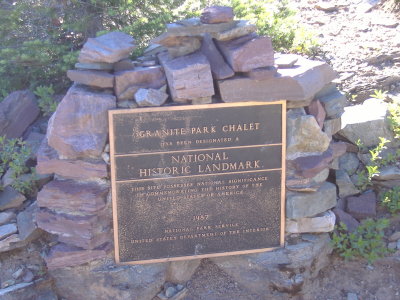 GRANITE PARK CHALET
HAS BEEN DESIGNATED A
NATIONAL
HISTORIC LANDMARK
THIS SITE POSSESSES NATIONAL SIGNIFICANCE
IN COMMEMORATING THE HISTORY OF THE
UNITED STATES OF AMERICA
1987
NATIONAL PARK SERVICE
UNITED STATES DEPARTMENT OF THE INTERIOR